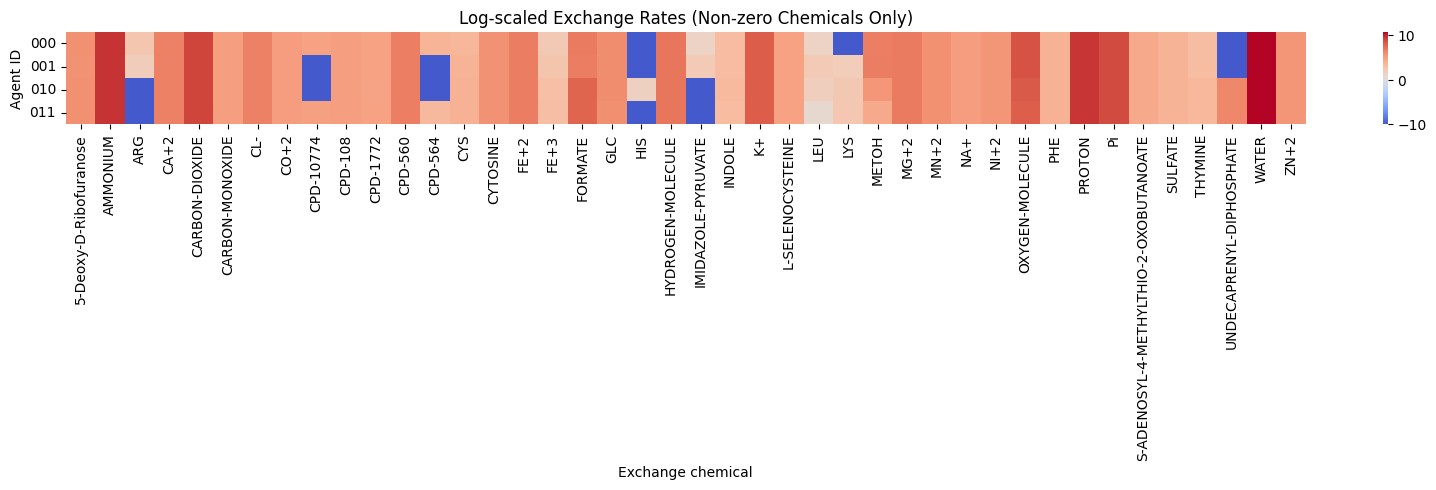 Log-scaled Exchange Rates (Non-zero Chemicals Only)
Agent ID
000
001
010
011
10
0
−10
5-Deoxy-D-Ribofuranose
AMMONIUM
ARG
CA+2
CARBON-DIOXIDE
CARBON-MONOXIDE
CL-
CO+2
CPD-10774
CPD-108
CPD-1772
CPD-560
CPD-564
CYS
CYTOSINE
FE+2
FE+3
FORMATE
GLC
HIS
HYDROGEN-MOLECULE
IMIDAZOLE-PYRUVATE
INDOLE
K+
L-SELENOCYSTEINE
LEU
LYS
METOH
MG+2
MN+2
NA+
NI+2
OXYGEN-MOLECULE
PHE
PROTON
Pi
S-ADENOSYL-4-METHYLTHIO-2-OXOBUTANOATE
SULFATE
THYMINE
UNDECAPRENYL-DIPHOSPHATE
WATER
ZN+2
Exchange chemical